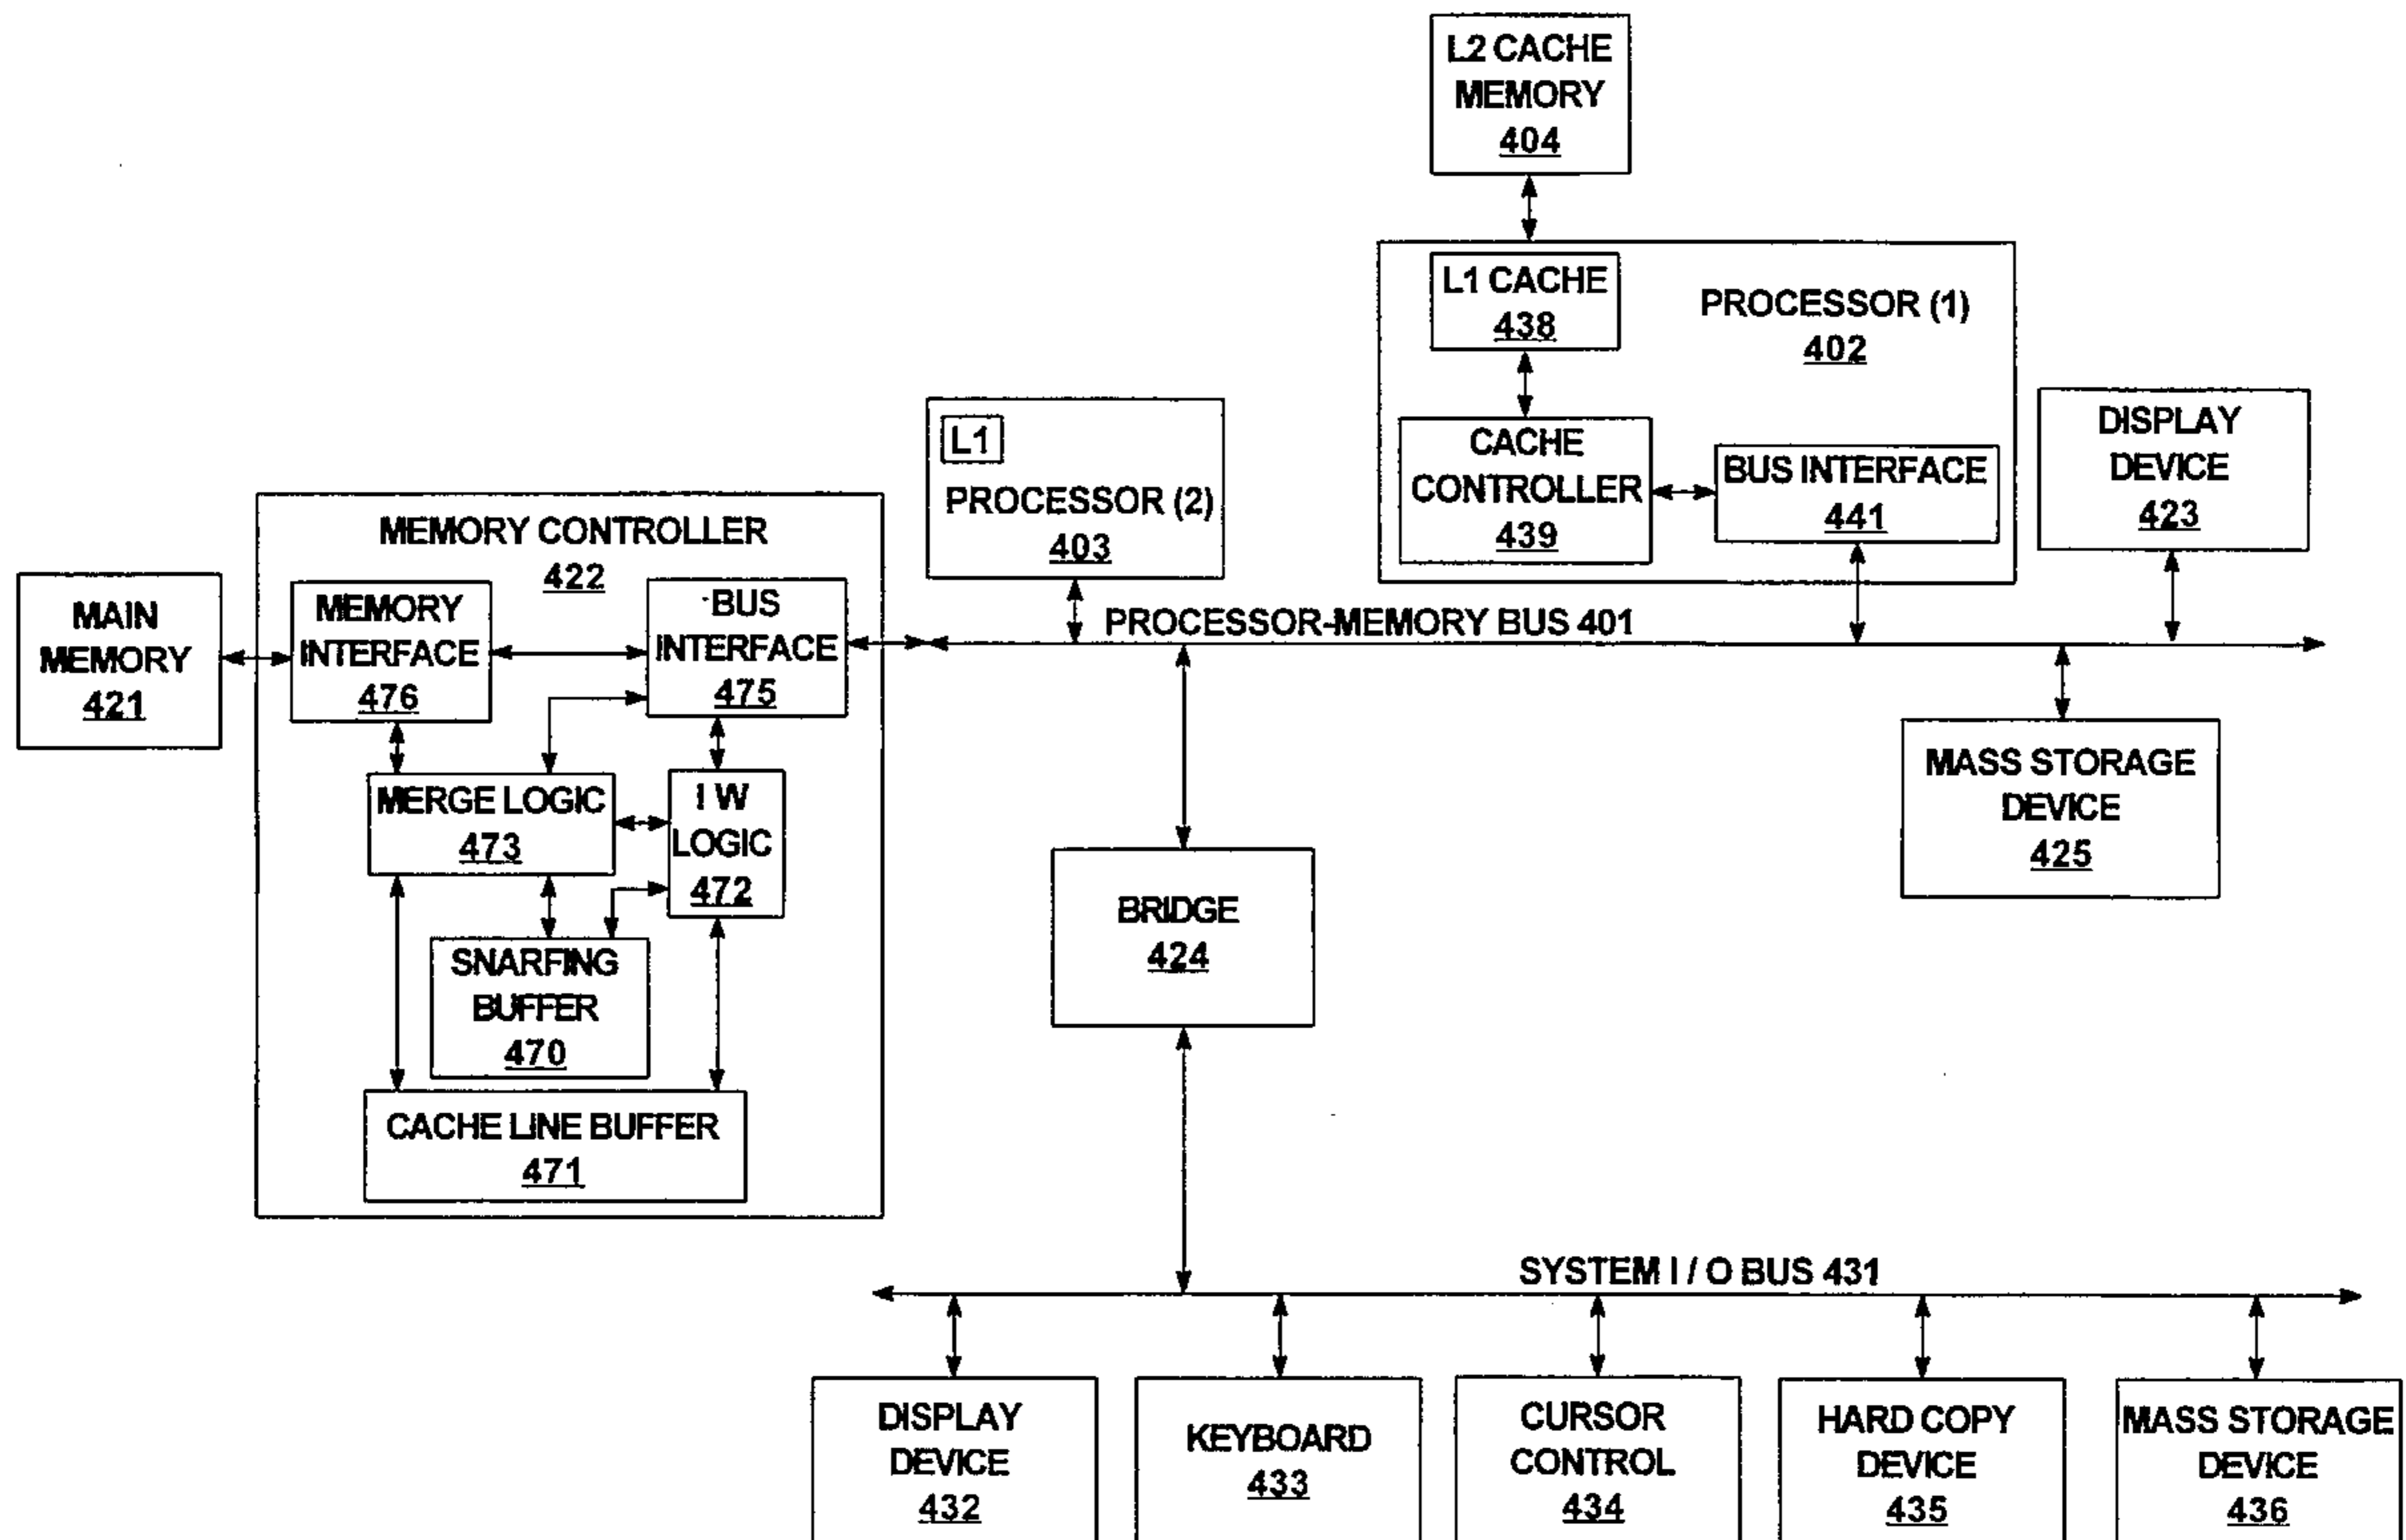 L2 CACHE
MEMORY
404
L1 CACHE
438
PROCESSOR (1)
402
CACHE
CONTROLLER
439
BUS INTERFACE
441
DISPLAY
DEVICE
423
L1
PROCESSOR (2)
403
MEMORY CONTROLLER
422
MAIN
MEMORY
421
MEMORY
INTERFACE
476
BUS
INTERFACE
475
PROCESSOR-MEMORY BUS 401
MERGE LOGIC
473
I W
LOGIC
472
SNARFING
BUFFER
470
CACHE LINE BUFFER
471
BRIDGE
424
MASS STORAGE
DEVICE
425
SYSTEM I / O BUS 431
DISPLAY
DEVICE
432
KEYBOARD
433
CURSOR
CONTROL
434
HARD COPY
DEVICE
435
MASS STORAGE
DEVICE
436